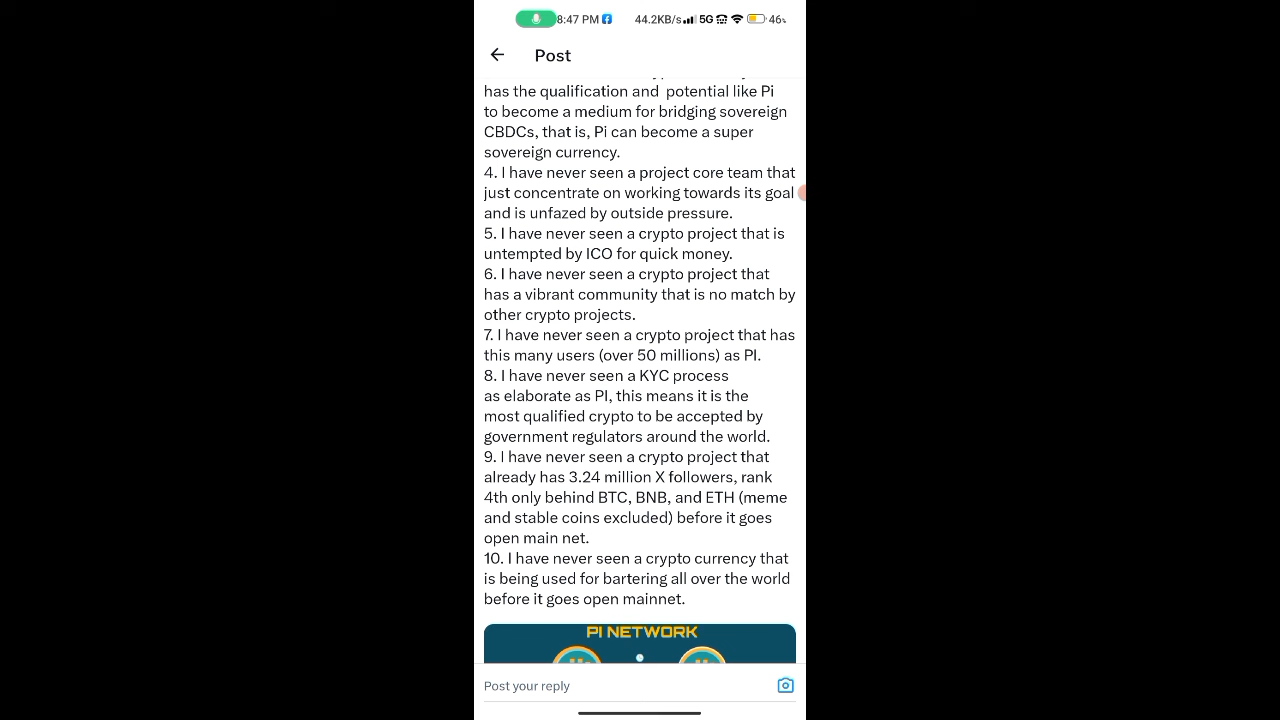 8:47 PM 44.2KB/s 5G 46%
Post
has the qualification and potential like Pi
to become a medium for bridging sovereign
CBDCs, that is, Pi can become a super
sovereign currency.
4. I have never seen a project core team that
just concentrate on working towards its goal
and is unfazed by outside pressure.
5. I have never seen a crypto project that is
untempted by ICO for quick money.
6. I have never seen a crypto project that
has a vibrant community that is no match by
other crypto projects.
7. I have never seen a crypto project that has
this many users (over 50 millions) as PI.
8. I have never seen a KYC process
as elaborate as PI, this means it is the
most qualified crypto to be accepted by
government regulators around the world.
9. I have never seen a crypto project that
already has 3.24 million X followers, rank
4th only behind BTC, BNB, and ETH (meme
and stable coins excluded) before it goes
open main net.
10. I have never seen a crypto currency that
is being used for bartering all over the world
before it goes open mainnet.
PI NETWORK
Post your reply